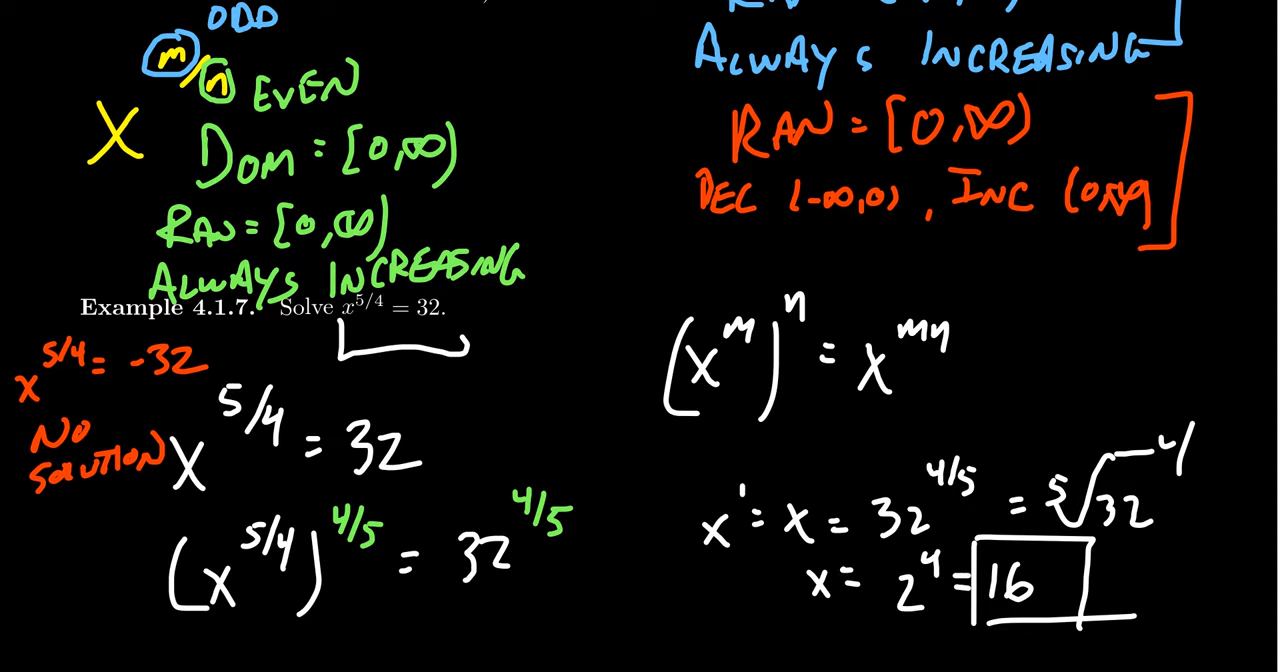 ODD
x^{m/n} EVEN
DOM = [0,∞)
RAN = [0,∞)
ALWAYS INCREASING
ALWAYS INCREASING
RAN = [0,∞)
DEC (-∞,0), INC (0,∞)
Example 4.1.7. Solve x^{5/4} = 32.
x^{5/4} = -32
NO
SOLUTION
x^{5/4} = 32
(x^{5/4})^{4/5} = 32^{4/5}
(x^m)^n = x^{mn}
x^1 = x = 32^{4/5} = \sqrt[5]{32}^4
x = 2^4 = 16